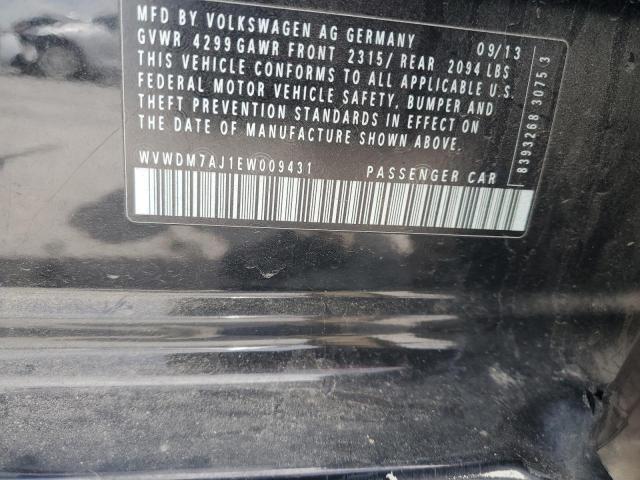 MFD BY VOLKSWAGEN AG GERMANY 09/13
GVWR 4299 GAWR FRONT 2315/ REAR 2094 LBS
THIS VEHICLE CONFORMS TO ALL APPLICABLE U.S.
FEDERAL MOTOR VEHICLE SAFETY, BUMPER AND
THEFT PREVENTION STANDARDS IN EFFECT ON
THE DATE OF MANUFACTURE SHOWN ABOVE.
WVWDM7AJ1EW009431 PASSENGER CAR
8393268 3075 3